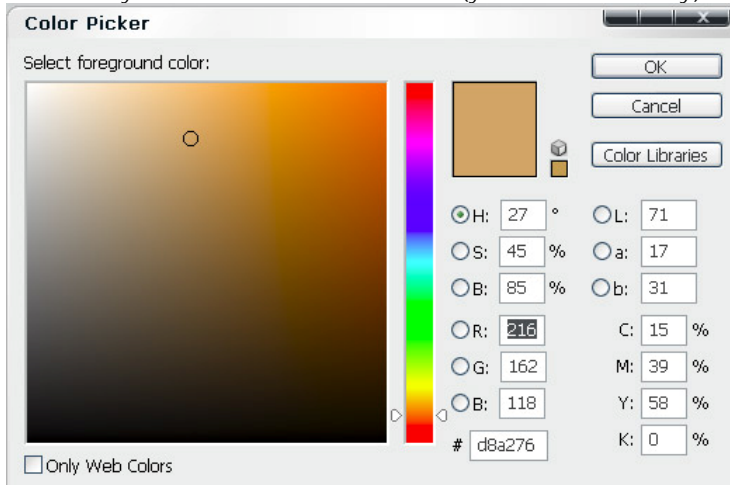 Color Picker
X
Select foreground color:
OK
Cancel
Color Libraries
H: 27 ° L: 71
S: 45 % a: 17
B: 85 % b: 31
R: 216 C: 15 %
G: 162 M: 39 %
B: 118 Y: 58 %
# d8a276 K: 0 %
Only Web Colors